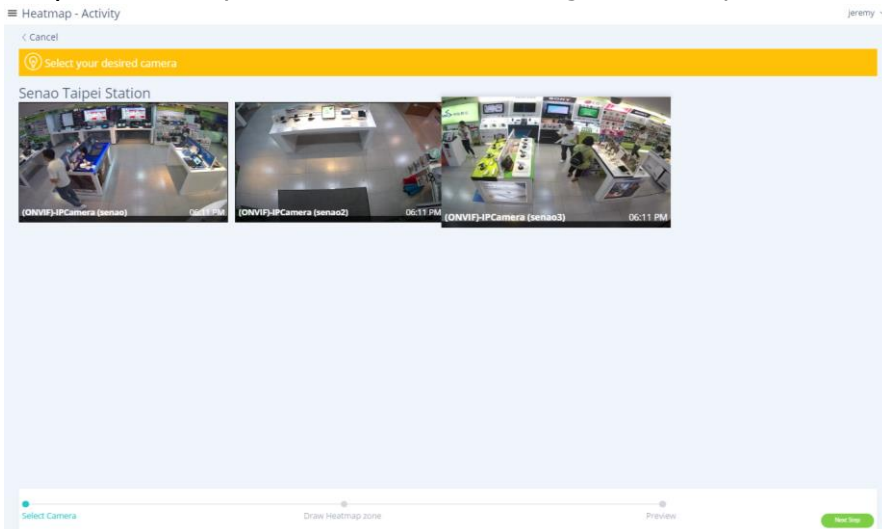 Heatmap - Activity
jeremy
< Cancel
Select your desired camera
Senao Taipei Station
(ONVIF)-IPCamera (senao) 06:11 PM
(ONVIF)-IPCamera (senao2) 06:11 PM
(ONVIF)-IPCamera (senao3) 06:11 PM
SONY
Select Camera
Draw Heatmap zone
Preview
Next Step